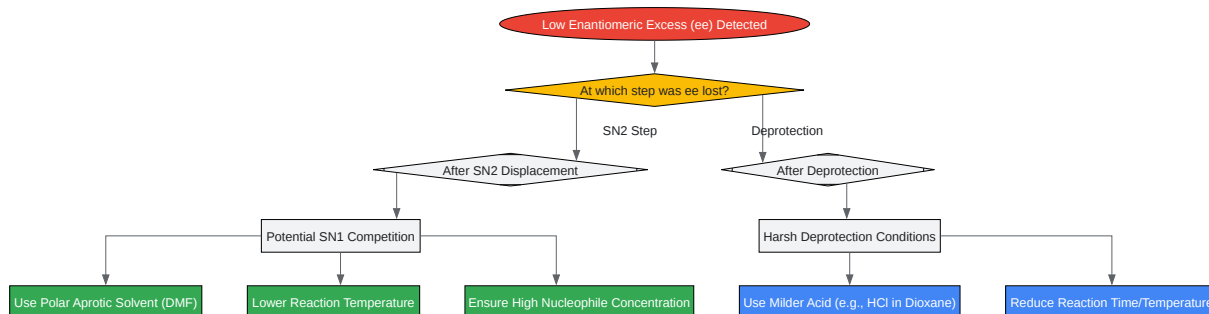 Low Enantiomeric Excess (ee) Detected
At which step was ee lost?
SN2 Step
Deprotection
After SN2 Displacement
After Deprotection
Potential SN1 Competition
Harsh Deprotection Conditions
Use Polar Aprotic Solvent (DMF)
Lower Reaction Temperature
Ensure High Nucleophile Concentration
Use Milder Acid (e.g., HCl in Dioxane)
Reduce Reaction Time/Temperature